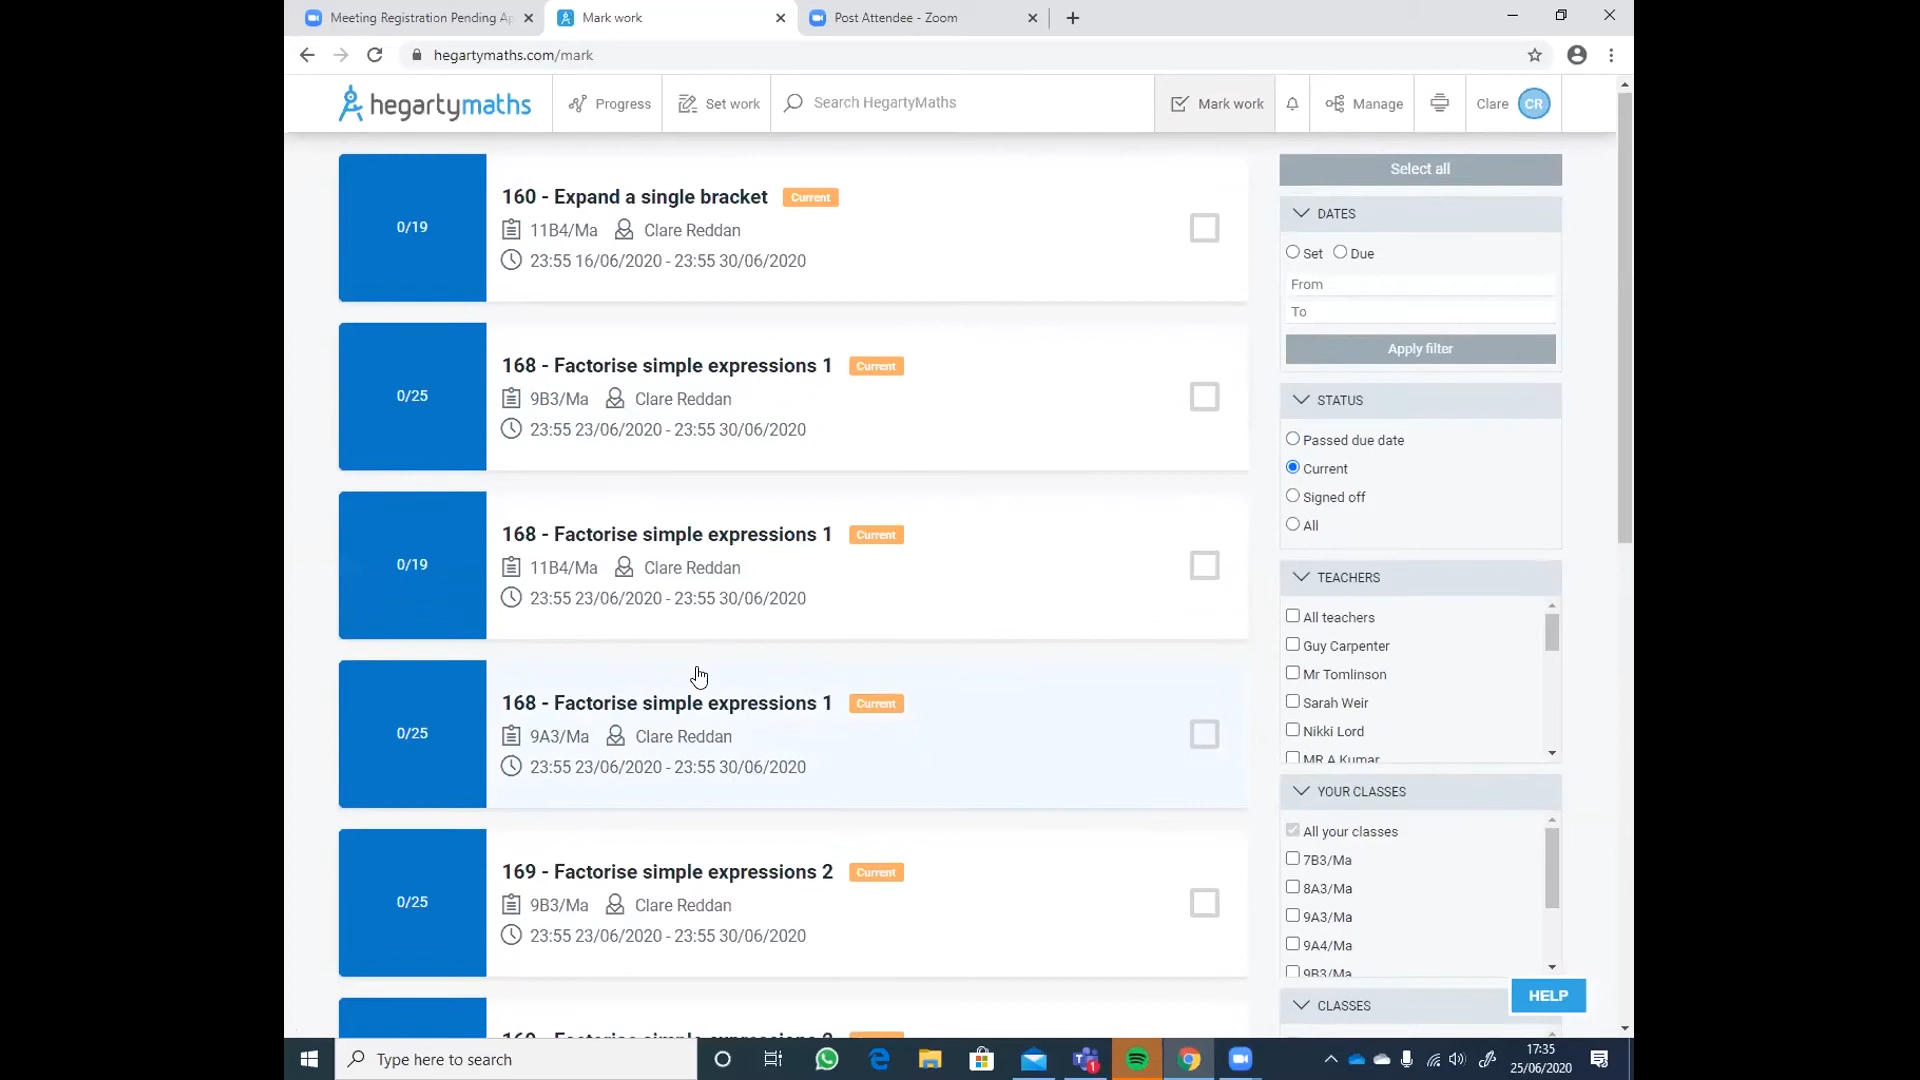 Meeting Registration Pending Ap
Mark work
Post Attendee - Zoom
hegartymaths.com/mark
hegartymaths
Progress
Set work
Search HegartyMaths
Mark work
Manage
Clare
CR
0/19
160 - Expand a single bracket
Current
11B4/Ma
Clare Reddan
23:55 16/06/2020 - 23:55 30/06/2020
0/25
168 - Factorise simple expressions 1
Current
9B3/Ma
Clare Reddan
23:55 23/06/2020 - 23:55 30/06/2020
0/19
168 - Factorise simple expressions 1
Current
11B4/Ma
Clare Reddan
23:55 23/06/2020 - 23:55 30/06/2020
0/25
168 - Factorise simple expressions 1
Current
9A3/Ma
Clare Reddan
23:55 23/06/2020 - 23:55 30/06/2020
0/25
169 - Factorise simple expressions 2
Current
9B3/Ma
Clare Reddan
23:55 23/06/2020 - 23:55 30/06/2020
Select all
DATES
Set
Due
From
To
Apply filter
STATUS
Passed due date
Current
Signed off
All
TEACHERS
All teachers
Guy Carpenter
Mr Tomlinson
Sarah Weir
Nikki Lord
MR A Kumar
YOUR CLASSES
All your classes
7B3/Ma
8A3/Ma
9A3/Ma
9A4/Ma
9B3/Ma
CLASSES
HELP
Type here to search
1
17:35
25/06/2020